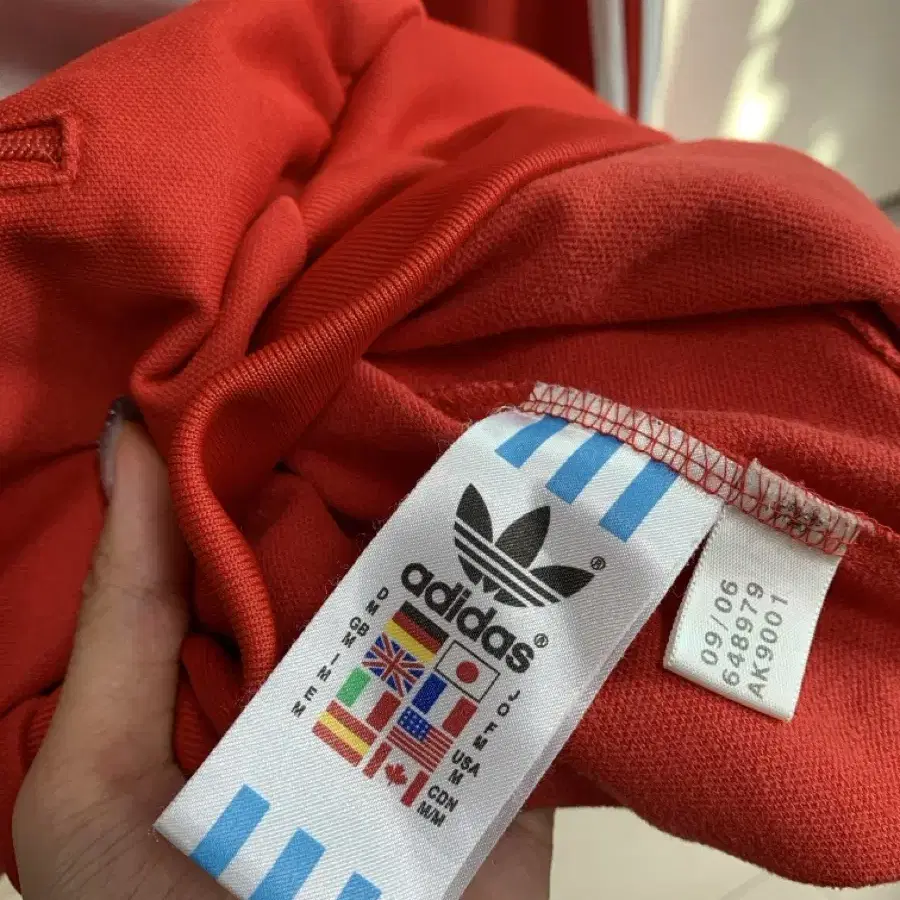 adidas®
D
M
GB
M
I
M
E
M
J
O
F
M
USA
M
CDN
M/M
09/06
648979
AK9001